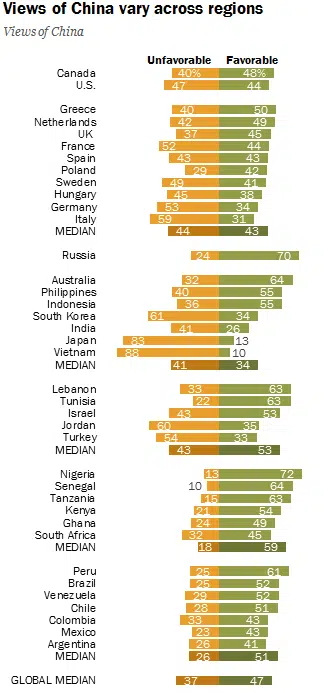 Views of China vary across regions
Views of China
Unfavorable Favorable
Canada 40% 48%
U.S. 47 44
Greece 40 50
Netherlands 42 49
UK 37 45
France 52 44
Spain 43 43
Poland 29 42
Sweden 49 41
Hungary 45 38
Germany 53 34
Italy 59 31
MEDIAN 44 43
Russia 24 70
Australia 32 64
Philippines 40 55
Indonesia 36 55
South Korea 61 34
India 41 26
Japan 83 13
Vietnam 88 10
MEDIAN 41 34
Lebanon 33 63
Tunisia 22 63
Israel 43 53
Jordan 60 35
Turkey 54 33
MEDIAN 43 53
Nigeria 13 72
Senegal 10 64
Tanzania 15 63
Kenya 21 54
Ghana 24 49
South Africa 32 45
MEDIAN 18 59
Peru 25 61
Brazil 25 52
Venezuela 29 52
Chile 28 51
Colombia 33 43
Mexico 23 43
Argentina 26 41
MEDIAN 26 51
GLOBAL MEDIAN 37 47